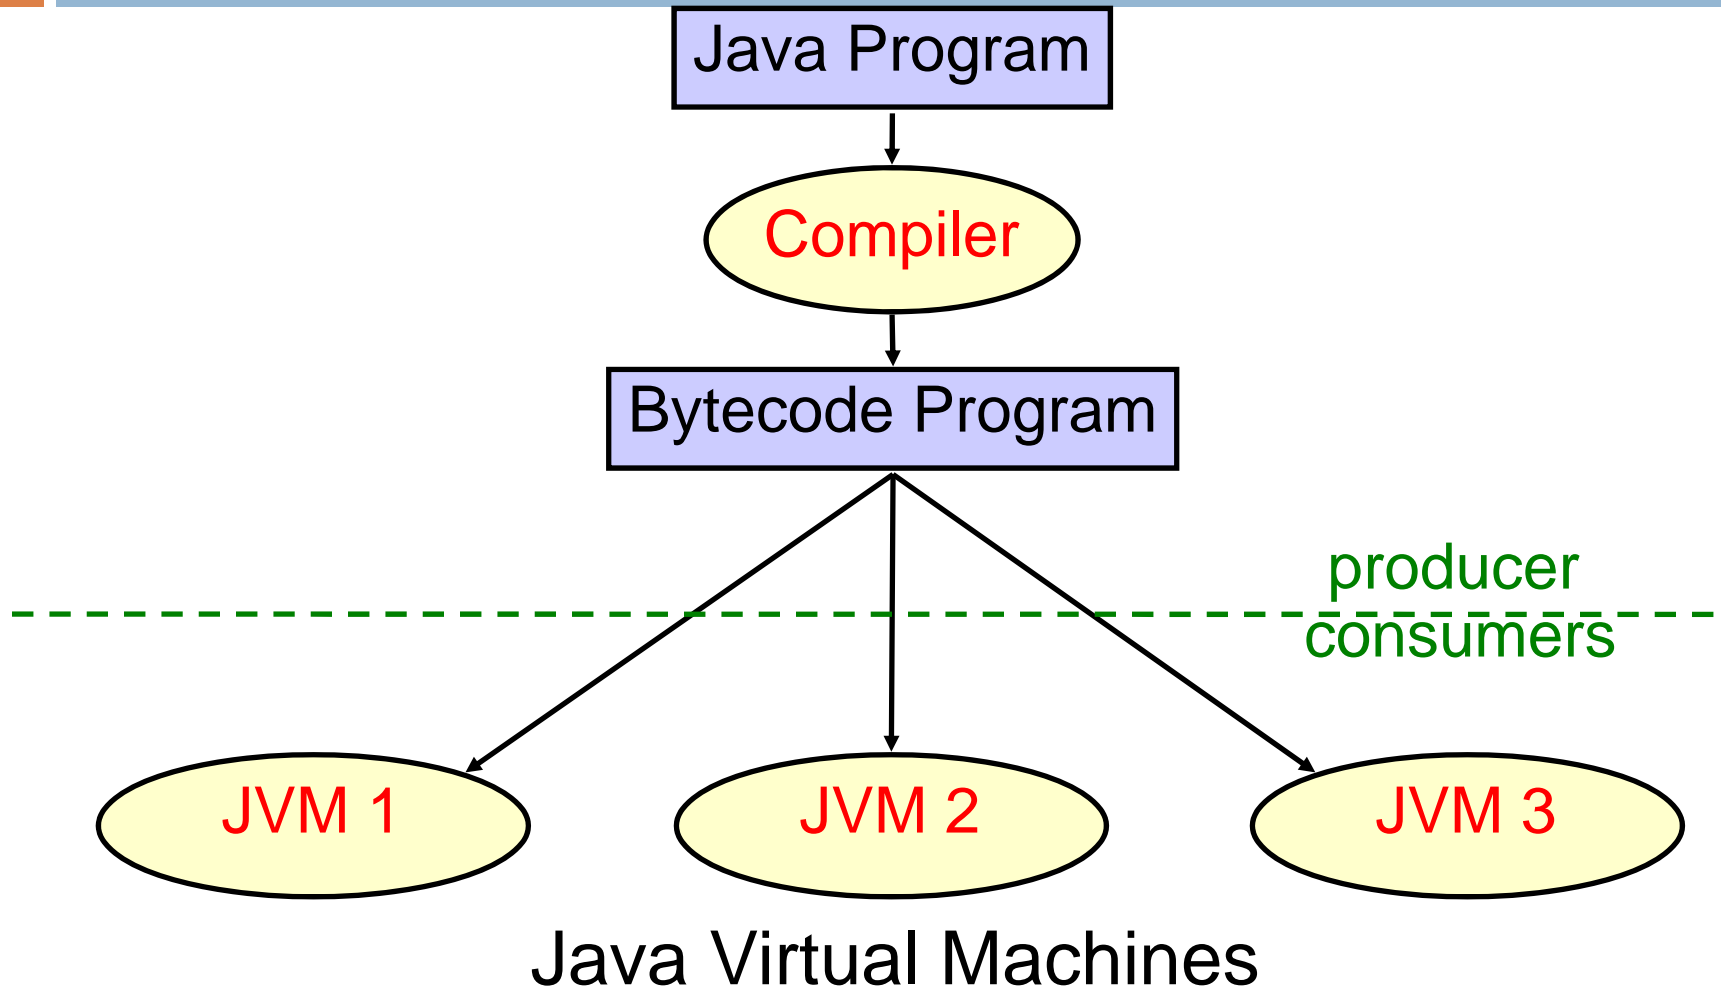 Java Program
Compiler
Bytecode Program
producer
consumers
JVM 1
JVM 2
JVM 3
Java Virtual Machines